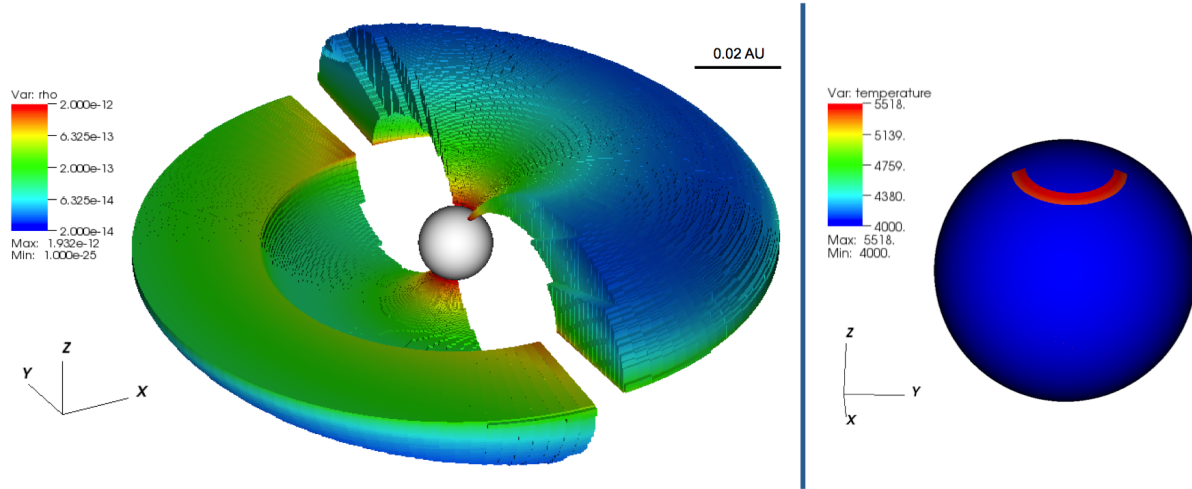 0.02 AU
Var: rho
2.000e-12
6.325e-13
2.000e-13
6.325e-14
2.000e-14
Max: 1.932e-12
Min: 1.000e-25
Z
Y
X
Var: temperature
5518.
5139.
4759.
4380.
4000.
Max: 5518.
Min: 4000.
Z
Y
X